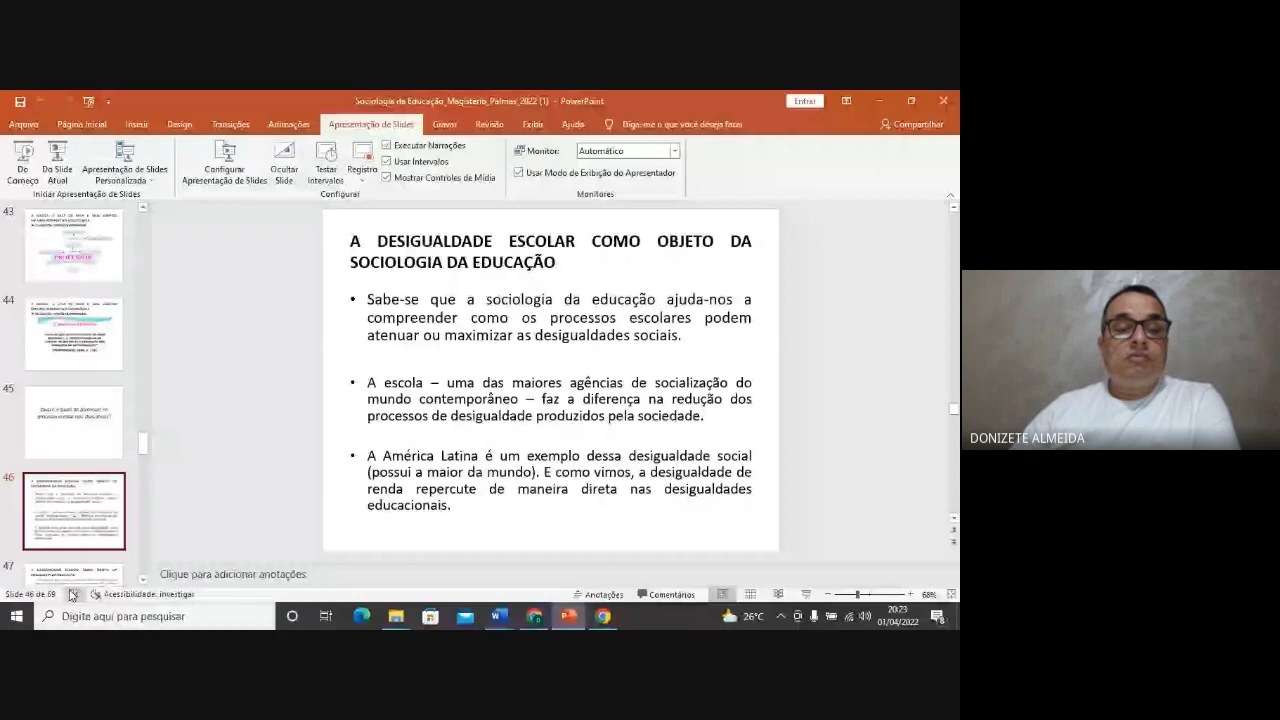 Sociologia da Educação_Magisterio_Palmas_2022 (1) - PowerPoint
Entrar
Arquivo
Página Inicial
Inserir
Design
Transições
Animações
Apresentação de Slides
Gravar
Revisão
Exibir
Ajuda
Diga-me o que você deseja fazer
Compartilhar
Do Começo
Do Slide Atual
Apresentação de Slides Personalizada
Configurar Apresentação de Slides
Ocultar Slide
Testar Intervalos
Registro
Executar Narrações
Usar Intervalos
Mostrar Controles de Mídia
Monitor:
Automático
Usar Modo de Exibição do Apresentador
Iniciar Apresentação de Slides
Configurar
Monitores
43
44
45
46
47
A DESIGUALDADE ESCOLAR COMO OBJETO DA
SOCIOLOGIA DA EDUCAÇÃO
• Sabe-se que a sociologia da educação ajuda-nos a
compreender como os processos escolares podem
atenuar ou maximizar as desigualdades sociais.
• A escola – uma das maiores agências de socialização do
mundo contemporâneo – faz a diferença na redução dos
processos de desigualdade produzidos pela sociedade.
• A América Latina é um exemplo dessa desigualdade social
(possui a maior da mundo). E como vimos, a desigualdade de
renda repercute de maneira direta nas desigualdades
educacionais.
DONIZETE ALMEIDA
Clique para adicionar anotações
Slide 46 de 69
Acessibilidade: investigar
Anotações
Comentários
68%
Digite aqui para pesquisar
26°C
20:23
01/04/2022